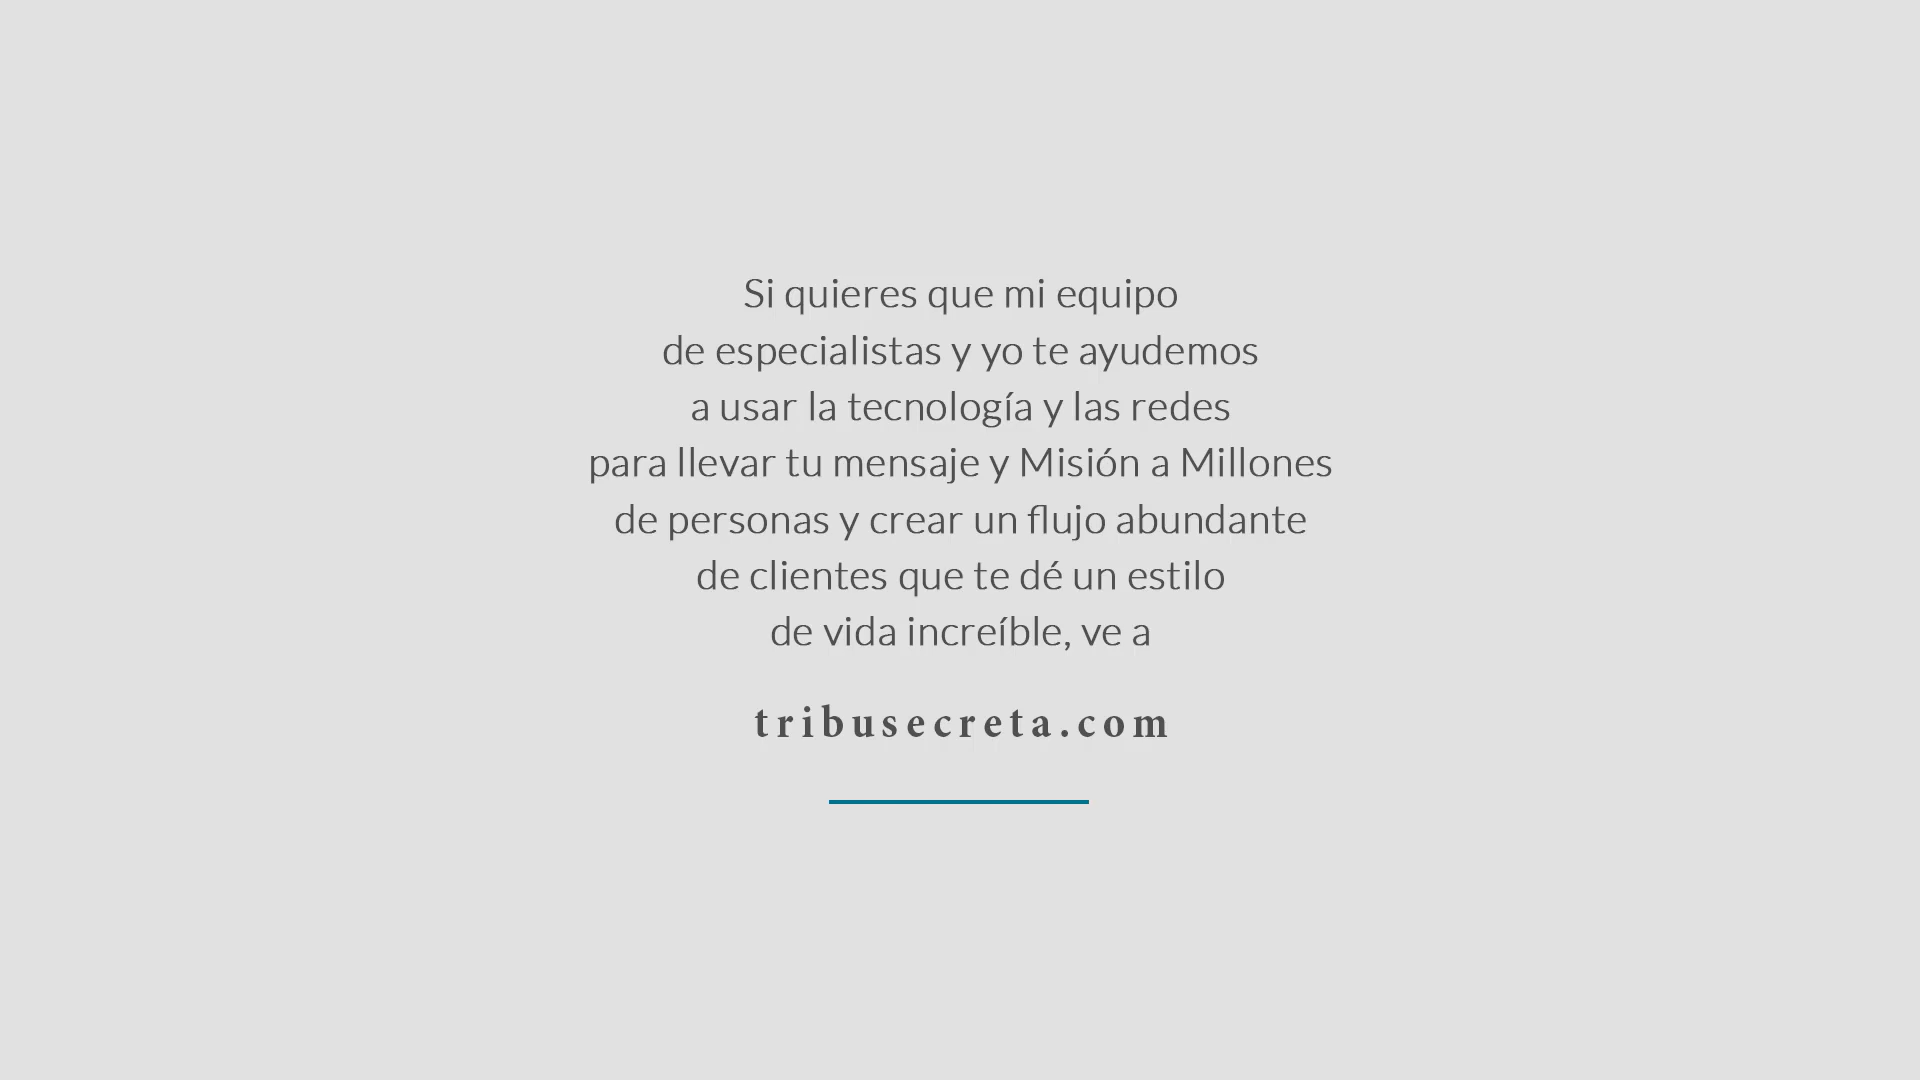 Si quieres que mi equipo
de especialistas y yo te ayudemos
a usar la tecnología y las redes
para llevar tu mensaje y Misión a Millones
de personas y crear un flujo abundante
de clientes que te dé un estilo
de vida increíble, ve a
tribusecreta.com